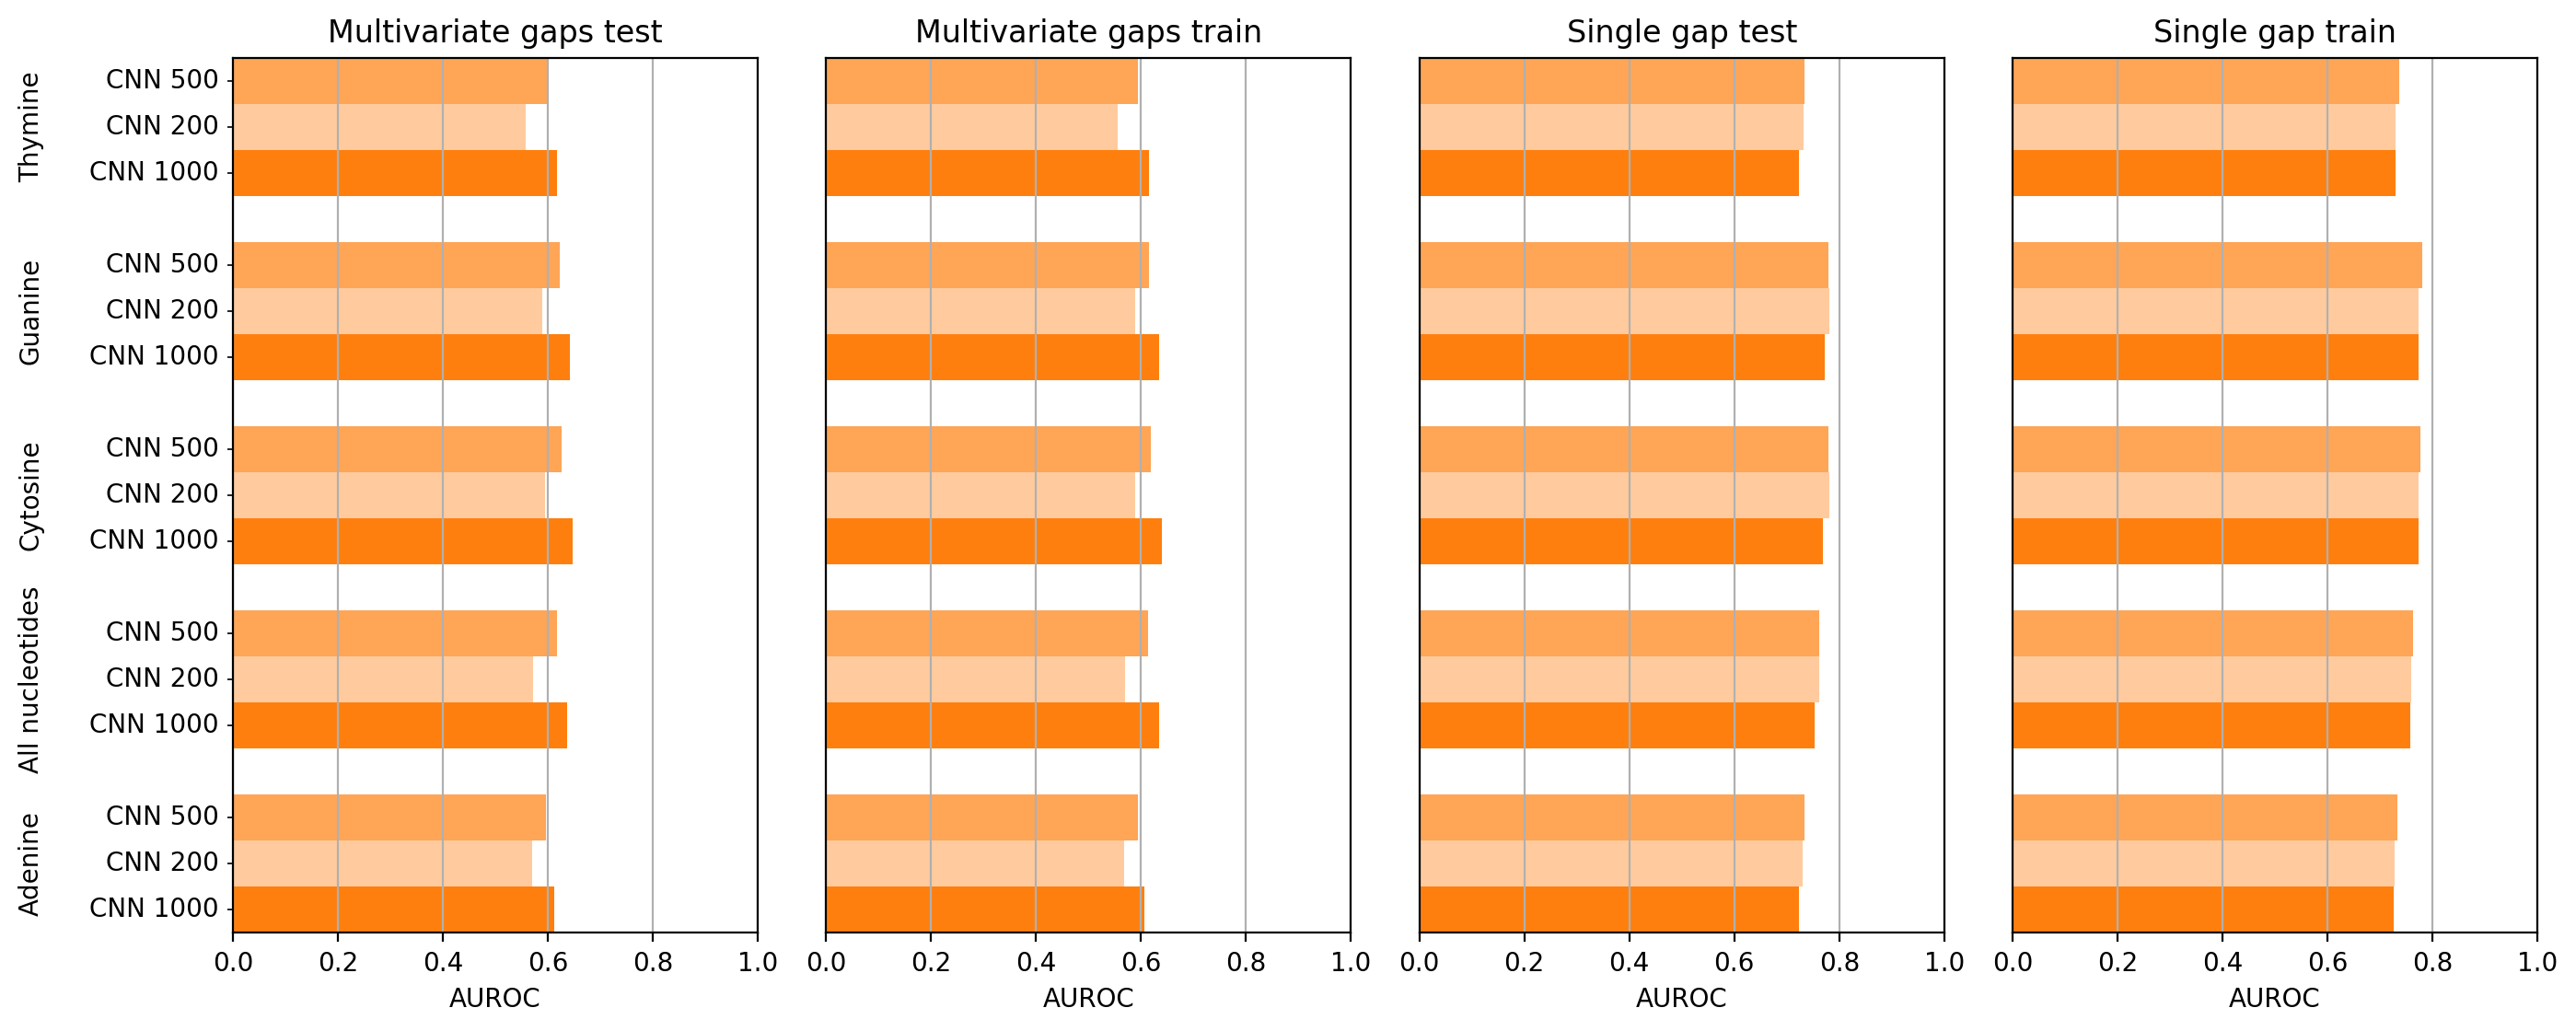 Multivariate gaps test
Multivariate gaps train
Single gap test
Single gap train
Thymine
CNN 500
CNN 200
CNN 1000
Guanine
CNN 500
CNN 200
CNN 1000
Cytosine
CNN 500
CNN 200
CNN 1000
All nucleotides
CNN 500
CNN 200
CNN 1000
Adenine
CNN 500
CNN 200
CNN 1000
0.0 0.2 0.4 0.6 0.8 1.0
0.0 0.2 0.4 0.6 0.8 1.0
0.0 0.2 0.4 0.6 0.8 1.0
0.0 0.2 0.4 0.6 0.8 1.0
AUROC
AUROC
AUROC
AUROC